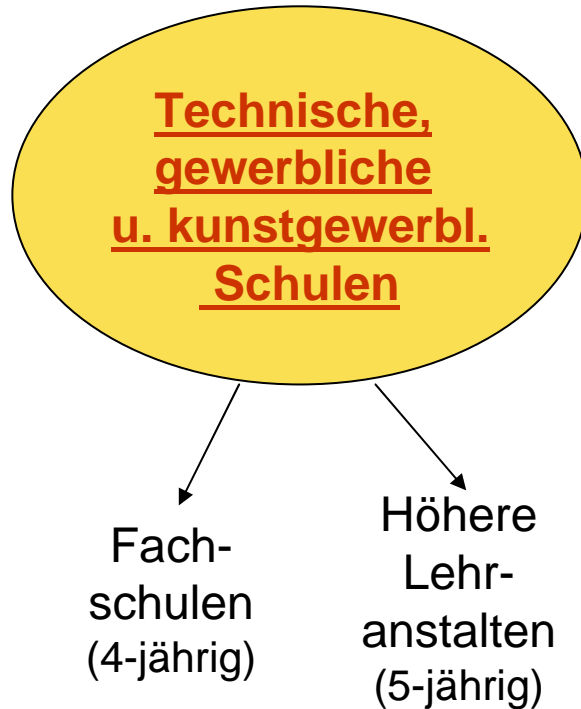 Technische,
gewerbliche
u. kunstgewerbl.
Schulen
Fach-
schulen
(4-jährig)
Höhere
Lehr-
anstalten
(5-jährig)